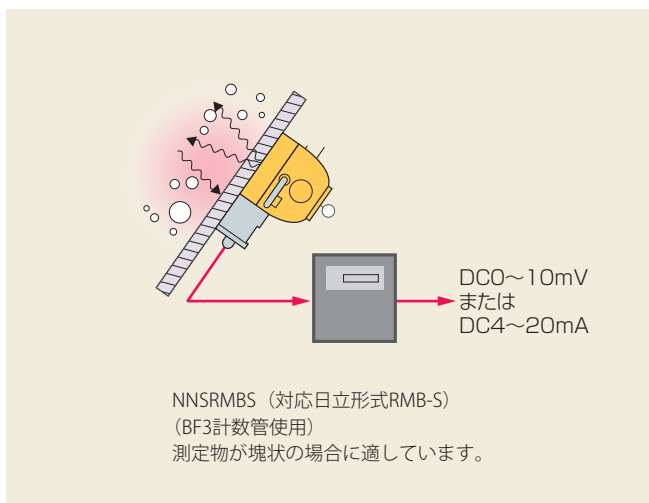 DC0～10mV
または
DC4～20mA
NNSRMBS（対応日立形式RMB-S）
（BF3計数管使用）
測定物が塊状の場合に適しています。